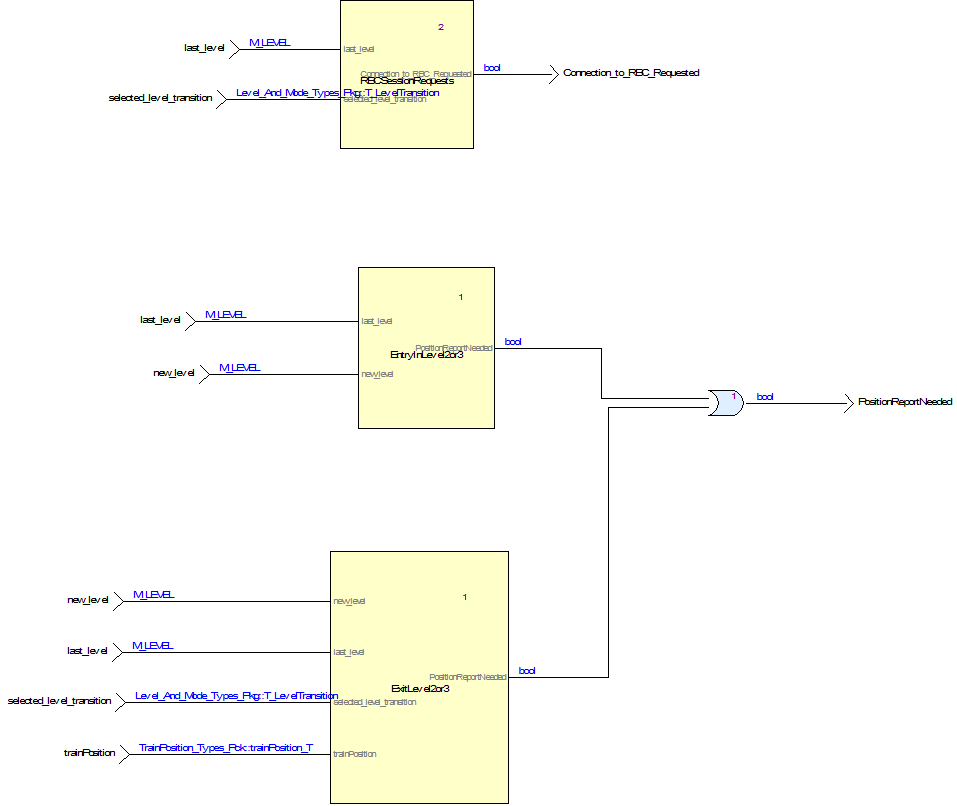 2
last_level
M_LEVEL
last_level
Connection_to_RBC_Requested
bool
Connection_to_RBC_Requested
RBCSessionRequests
selected_level_transition
Level_And_Mode_Types_Pkg::T_LevelTransition
selected_level_transition
1
last_level
M_LEVEL
last_level
PositionReportNeeded
bool
EntryInLevel2or3
new_level
M_LEVEL
new_level
1
bool
PositionReportNeeded
1
new_level
M_LEVEL
new_level
last_level
M_LEVEL
last_level
PositionReportNeeded
bool
ExitLevel2or3
selected_level_transition
Level_And_Mode_Types_Pkg::T_LevelTransition
selected_level_transition
trainPosition
TrainPosition_Types_Pck::trainPosition_T
trainPosition